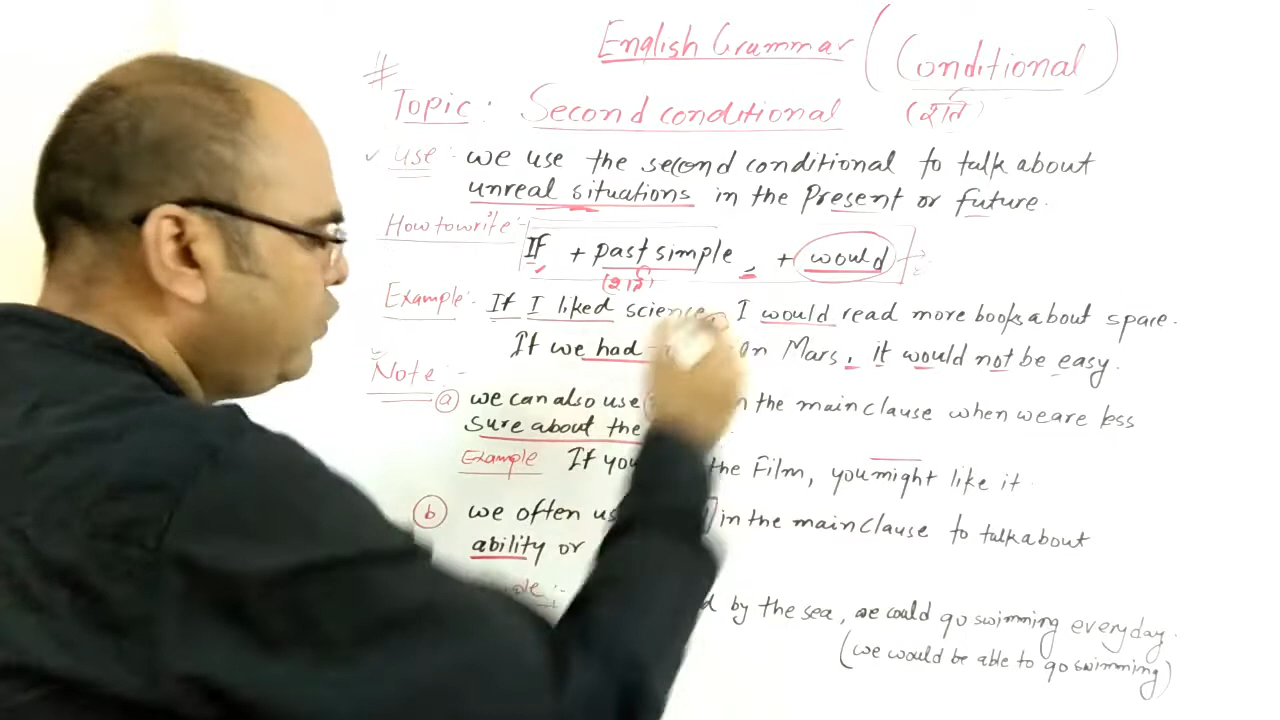 English Grammar (Conditional)
(शर्त)
# Topic: Second conditional
✓ Use:- we use the second conditional to talk about
unreal situations in the Present or future.
How to write:- If + past simple, + would
(शर्त)
Example:- If I liked science, I would read more books about space.
If we had on Mars, it would not be easy.
Note:-
(a) we can also use in the main clause when we are less
Sure about the
Example If you the Film, you might like it.
(b) we often in the main Clause to talk about
ability or
by the sea, we could go swimming everyday.
(we would be able to go swimming)